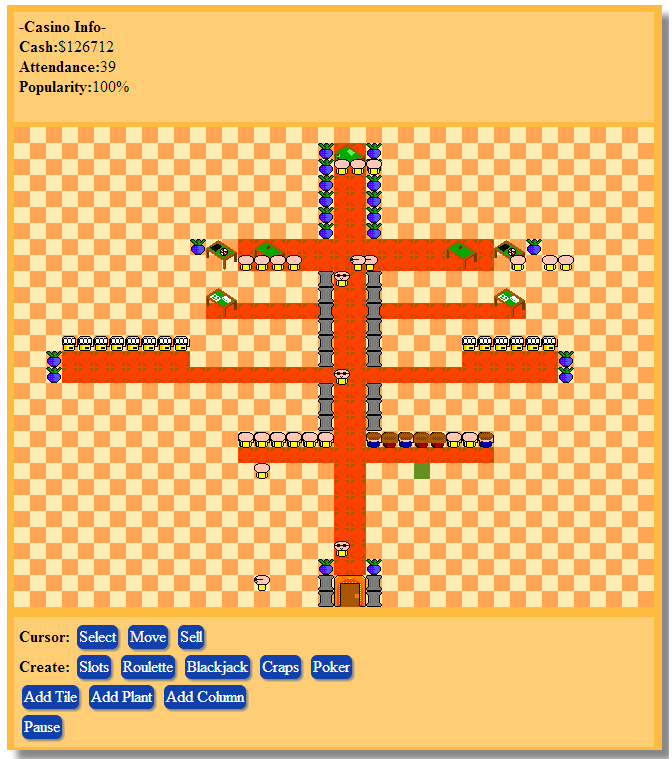 -Casino Info-
Cash:$126712
Attendance:39
Popularity:100%
Cursor: Select Move Sell
Create: Slots Roulette Blackjack Craps Poker
Add Tile Add Plant Add Column
Pause